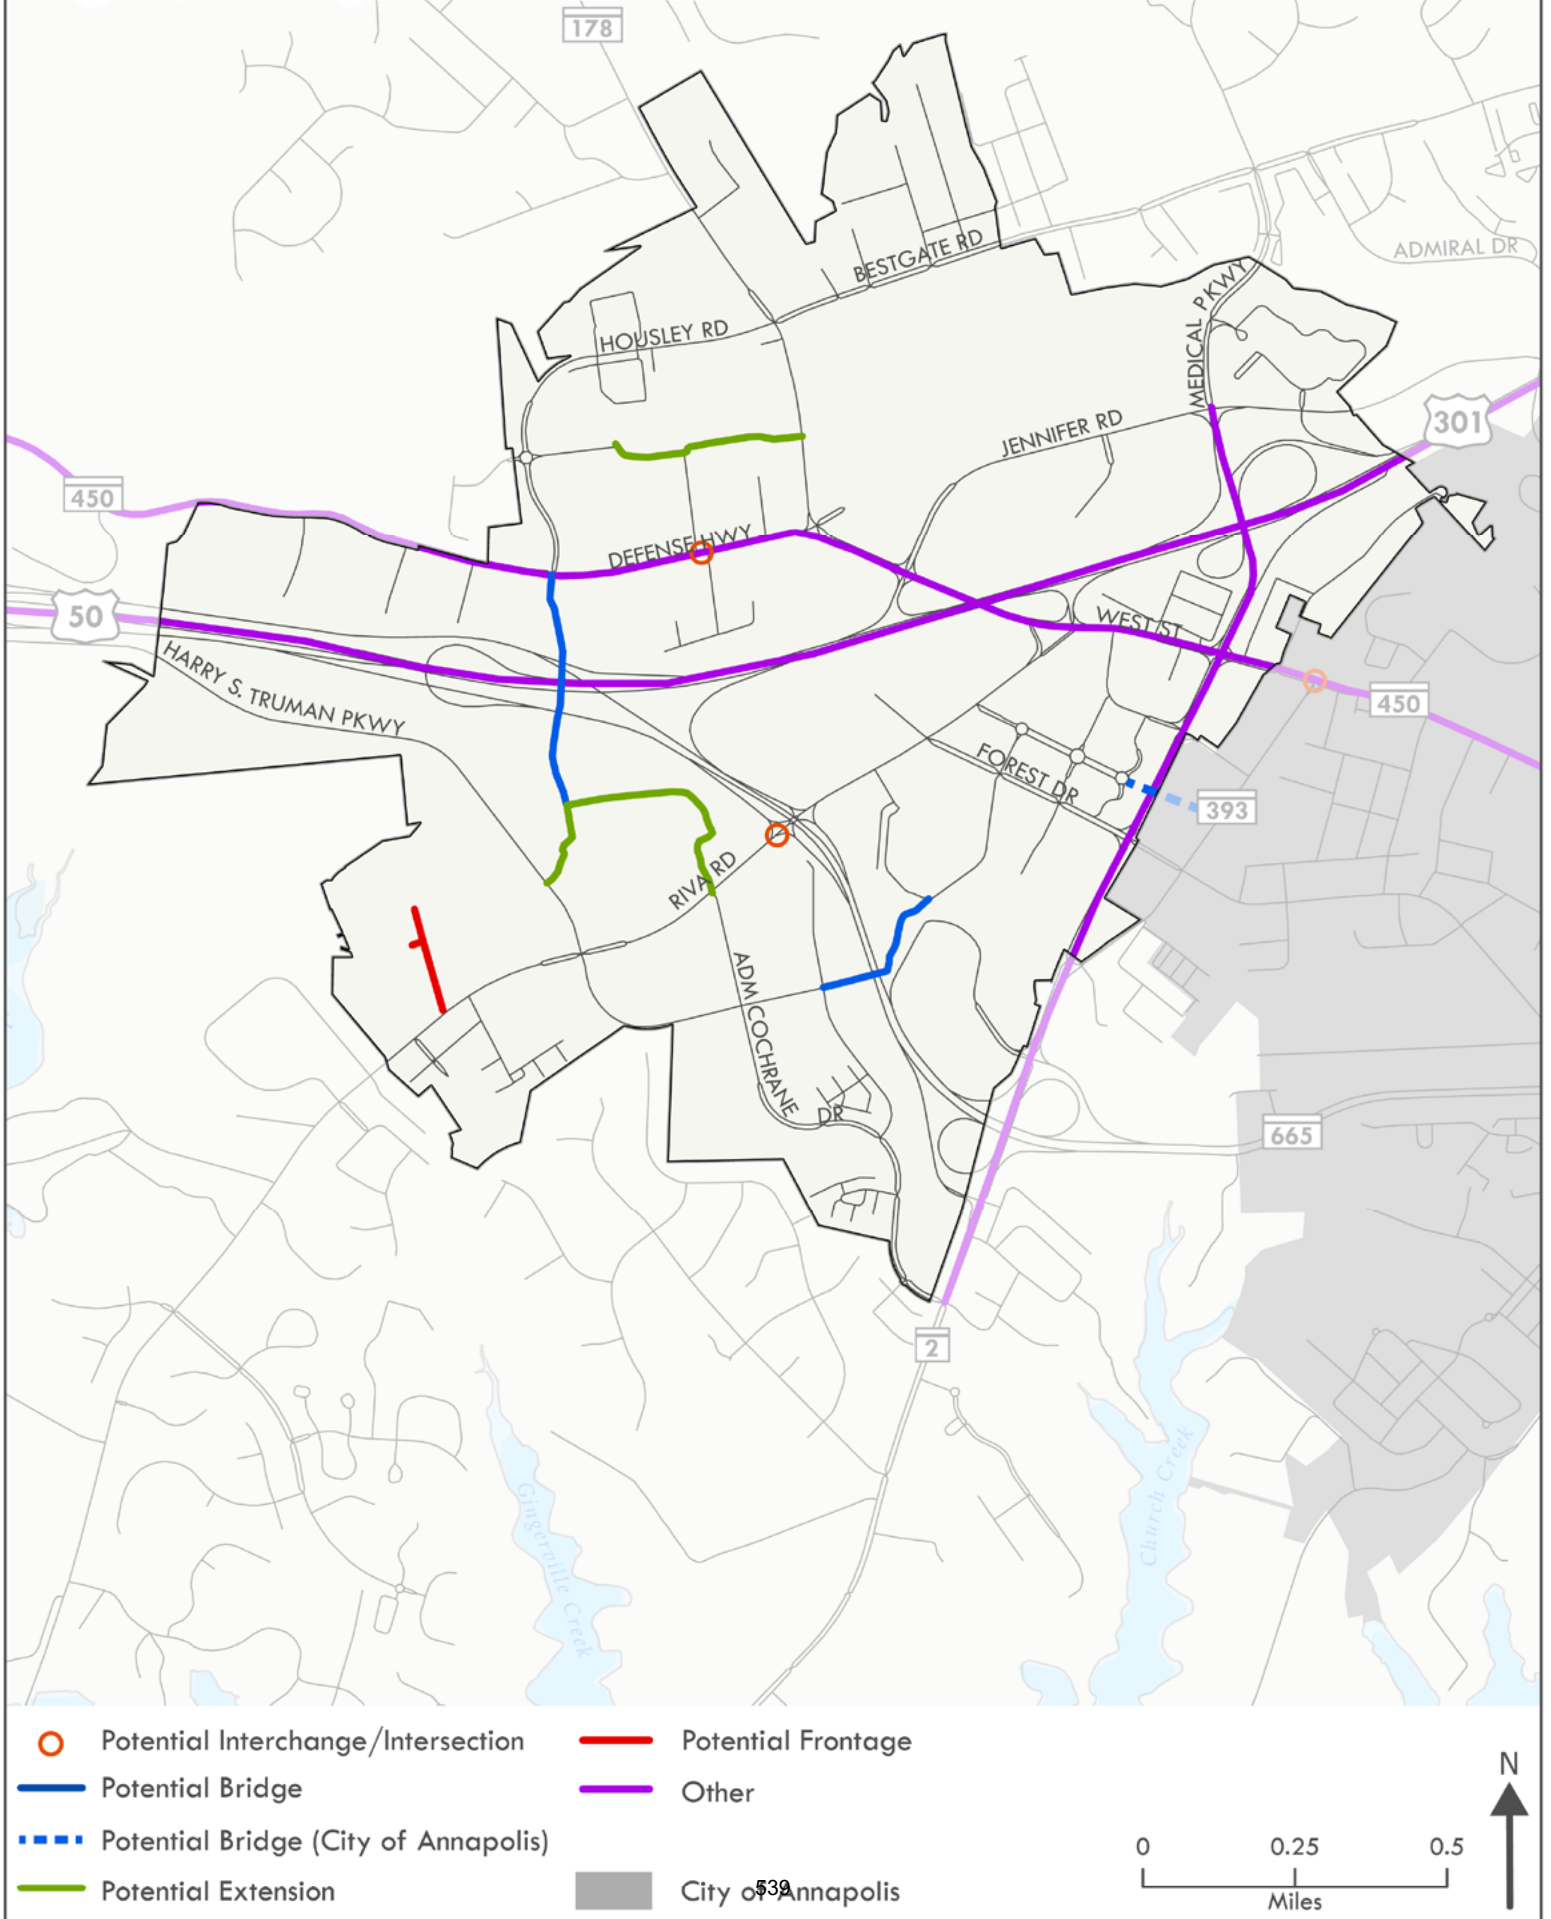 178
BESTGATE RD
ADMIRAL DR
MEDICAL PKWY
HOUSLEY RD
301
JENNIFER RD
450
DEFENSE HWY
50
WEST ST
HARRY S. TRUMAN PKWY
450
FOREST DR
393
RIVA RD
ADM COCHRANE DR
665
2
Church Creek
Gingerville Creek
Potential Interchange/Intersection
Potential Frontage
N
Potential Bridge
Other
Potential Bridge (City of Annapolis)
0 0.25 0.5
Potential Extension
City of Annapolis
539
Miles